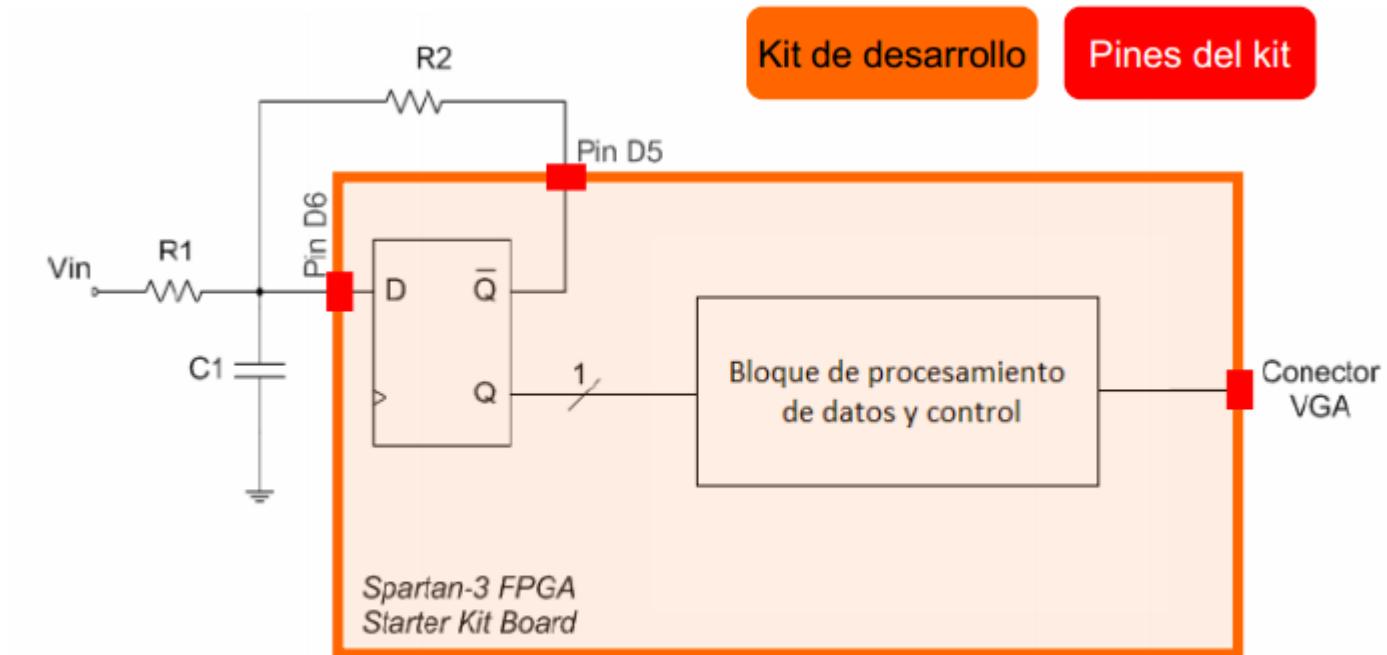 Kit de desarrollo
Pines del kit
R2
Pin D5
Pin D6
R1
Vin
D
Q
C1
1
Q
Bloque de procesamiento
de datos y control
Conector
VGA
Spartan-3 FPGA
Starter Kit Board